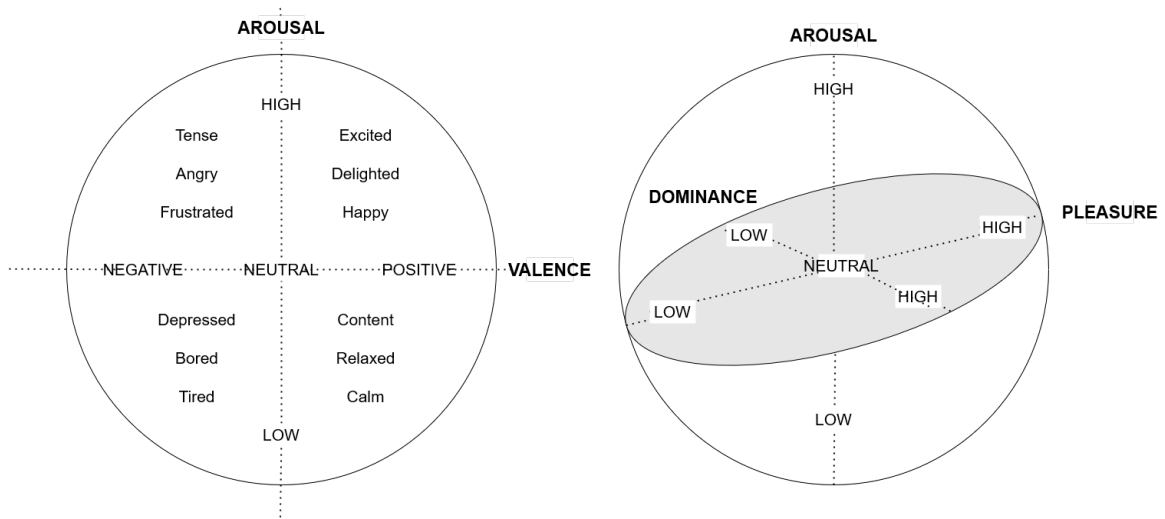 AROUSAL
HIGH
Tense Excited
Angry Delighted
Frustrated Happy
NEGATIVE NEUTRAL POSITIVE VALENCE
Depressed Content
Bored Relaxed
Tired Calm
LOW
AROUSAL
HIGH
DOMINANCE
PLEASURE
LOW HIGH
NEUTRAL
LOW HIGH
LOW